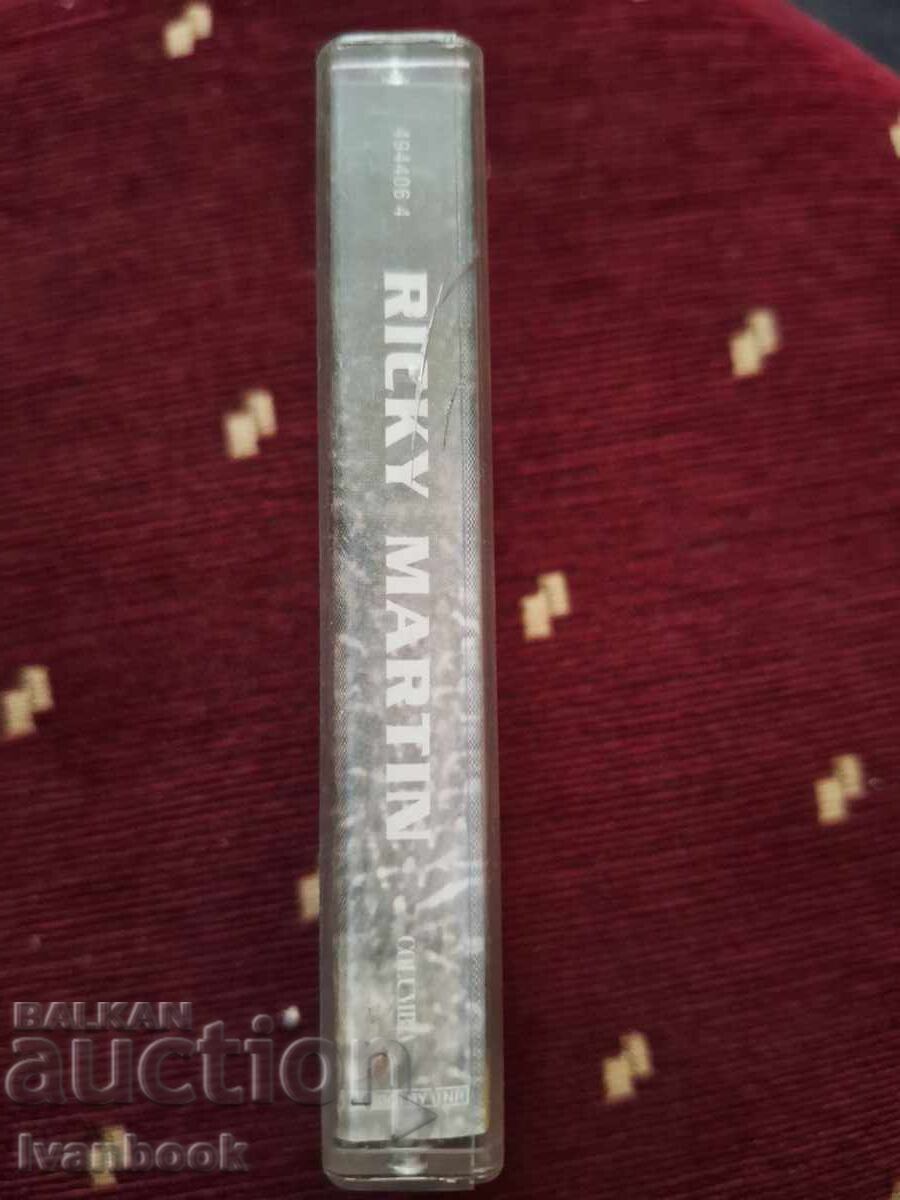 494406 4
RICKY MARTIN
COLUMBIA
BALKAN
auction
Ivanbook